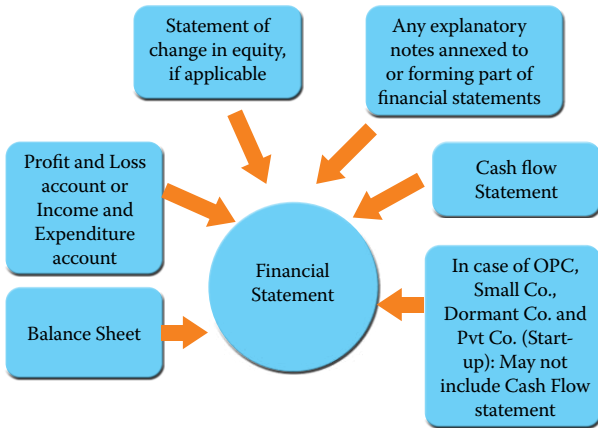 Statement of
change in equity,
if applicable
Any explanatory
notes annexed to
or forming part of
financial statements
Profit and Loss
account or
Income and
Expenditure
account
Cash flow
Statement
Financial
Statement
Balance Sheet
In case of OPC,
Small Co.,
Dormant Co. and
Pvt Co. (Start-
up): May not
include Cash Flow
statement